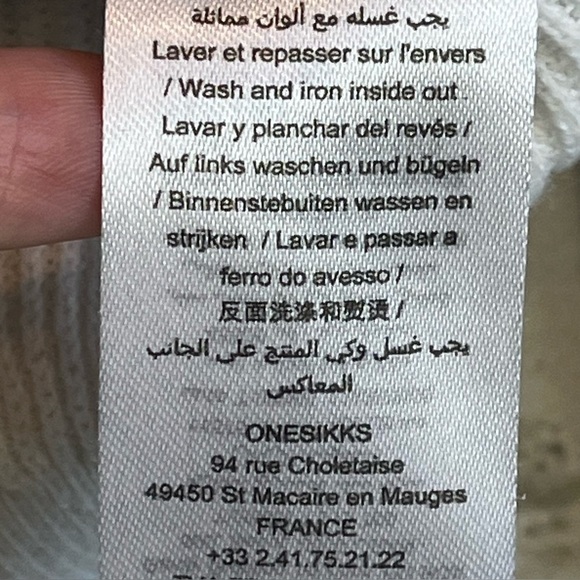 يجب غسله مع ألوان مماثلة
Laver et repasser sur l'envers
/ Wash and iron inside out
Lavar y planchar del revés /
Auf links waschen und bügeln
/ Binnenstebuiten wassen en
strijken / Lavar e passar a
ferro do avesso /
反面洗涤和熨烫 /
يجب غسل وكي المنتج على الجانب
المعاكس
ONESIKKS
94 rue Choletaise
49450 St Macaire en Mauges
FRANCE
+33 2.41.75.21.22